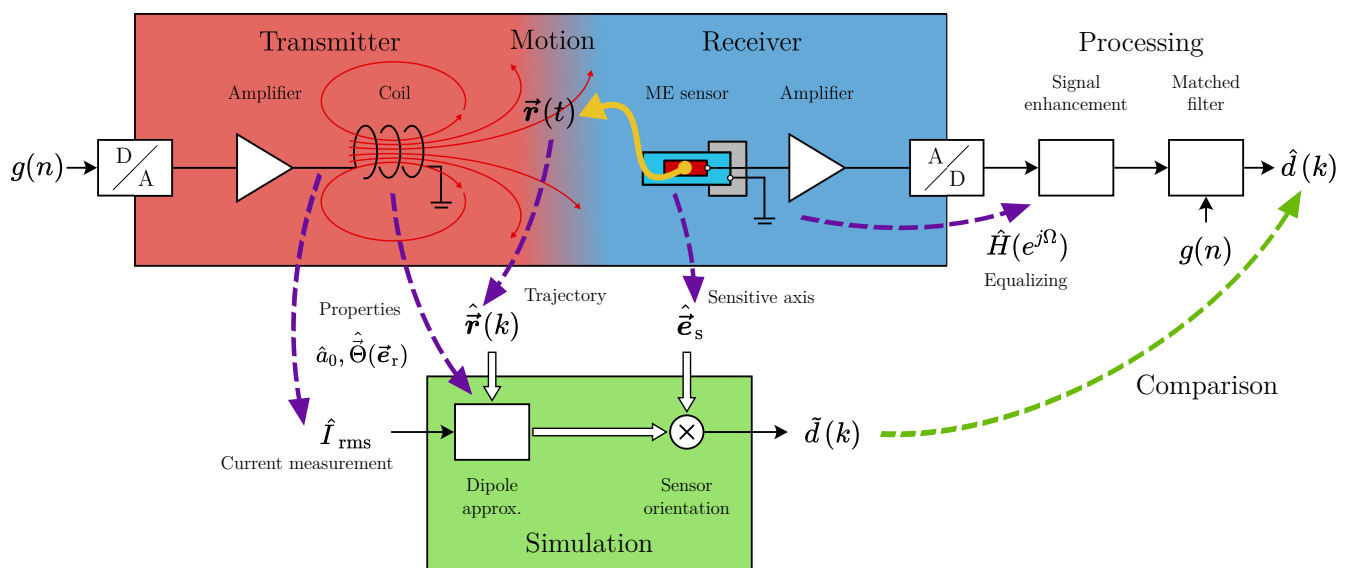 Transmitter
Motion
Receiver
Processing
Amplifier
Coil
ME sensor
Amplifier
Signal
enhancement
Matched
filter
r⃗(t)
g(n)
D/A
A/D
d̂(k)
Ĥ(e^{jΩ})
Equalizing
g(n)
Properties
â₀, Θ⃗̂(e⃗ᵣ)
Trajectory
r⃗̂(k)
Sensitive axis
e⃗̂ₛ
Comparison
Î rms
Current measurement
×
d̃(k)
Dipole
approx.
Sensor
orientation
Simulation